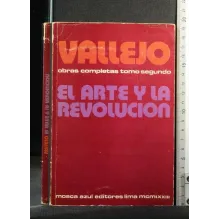 VALLEJO
obras completas tomo segundo
EL ARTE Y LA
REVOLUCION
mosca azul editores lima mcmlxxiii